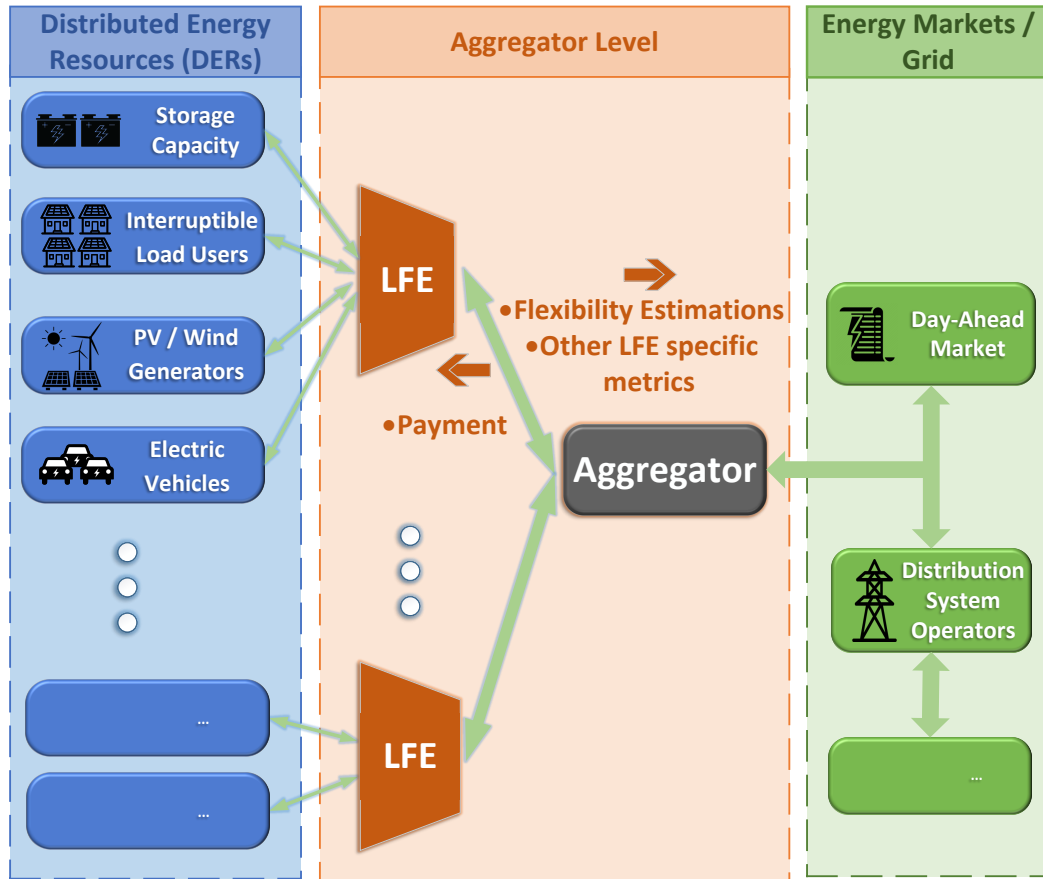 Distributed Energy
Resources (DERs)
Aggregator Level
Energy Markets /
Grid
Storage
Capacity
Interruptible
Load Users
PV / Wind
Generators
Electric
Vehicles
...
...
LFE
•Flexibility Estimations
•Other LFE specific
metrics
•Payment
Aggregator
LFE
Day-Ahead
Market
Distribution
System
Operators
...